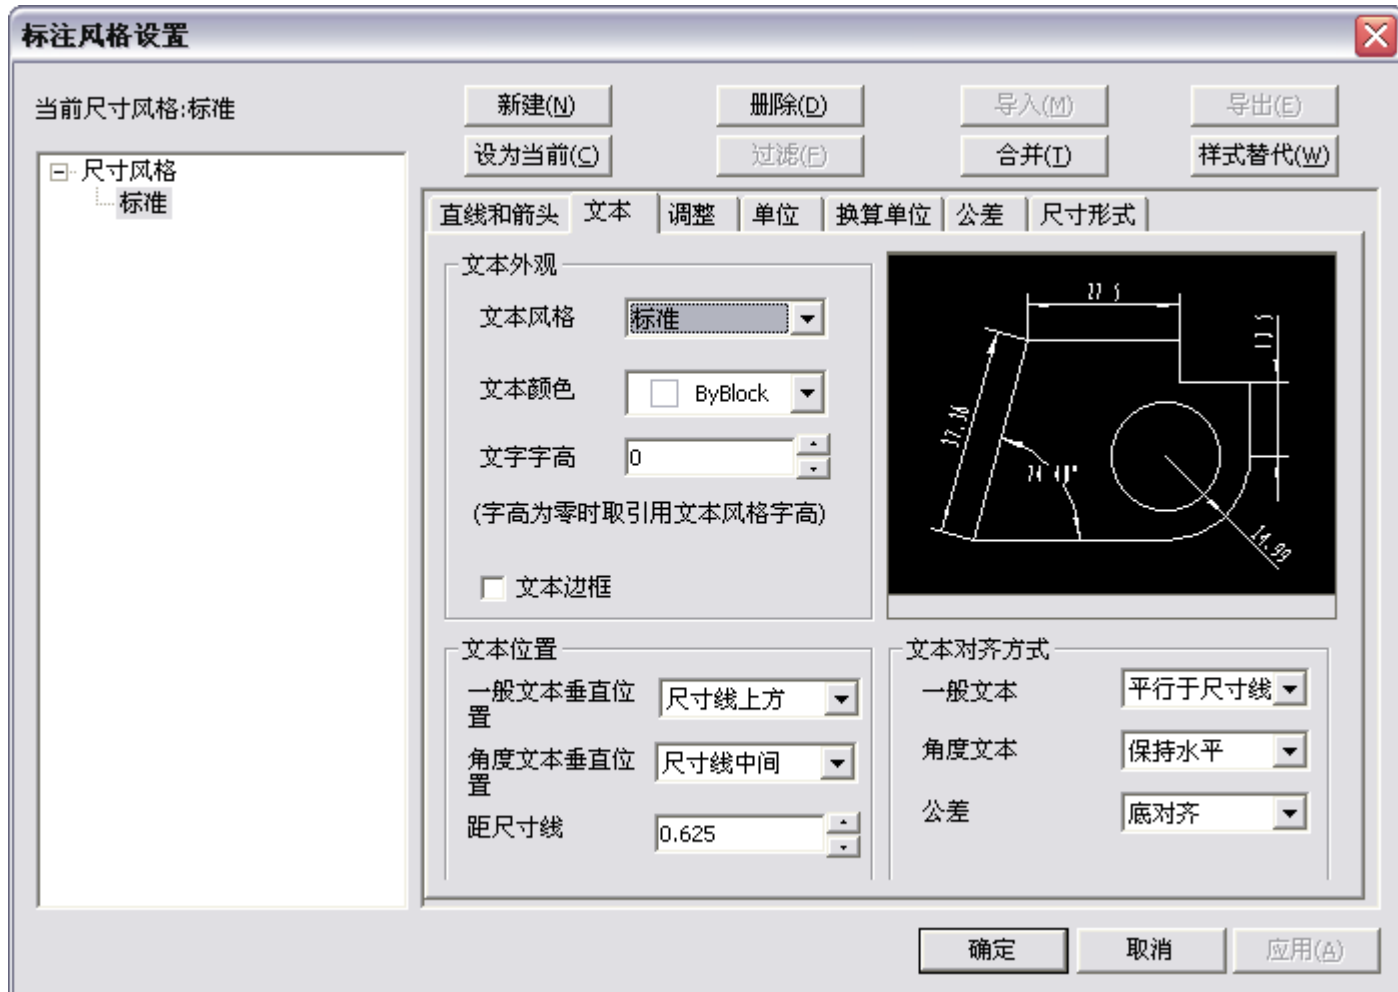 标注风格设置
当前尺寸风格:标准
新建(N) 删除(D) 导入(M) 导出(E)
设为当前(C) 过滤(F) 合并(T) 样式替代(W)
尺寸风格
标准
直线和箭头 文本 调整 单位 换算单位 公差 尺寸形式
文本外观
文本风格 标准
文本颜色 ByBlock
文字字高 0
(字高为零时取引用文本风格字高)
文本边框
14.99
文本位置
一般文本垂直位
置
尺寸线上方
角度文本垂直位
置
尺寸线中间
距尺寸线 0.625
文本对齐方式
一般文本 平行于尺寸线
角度文本 保持水平
公差 底对齐
确定 取消 应用(A)